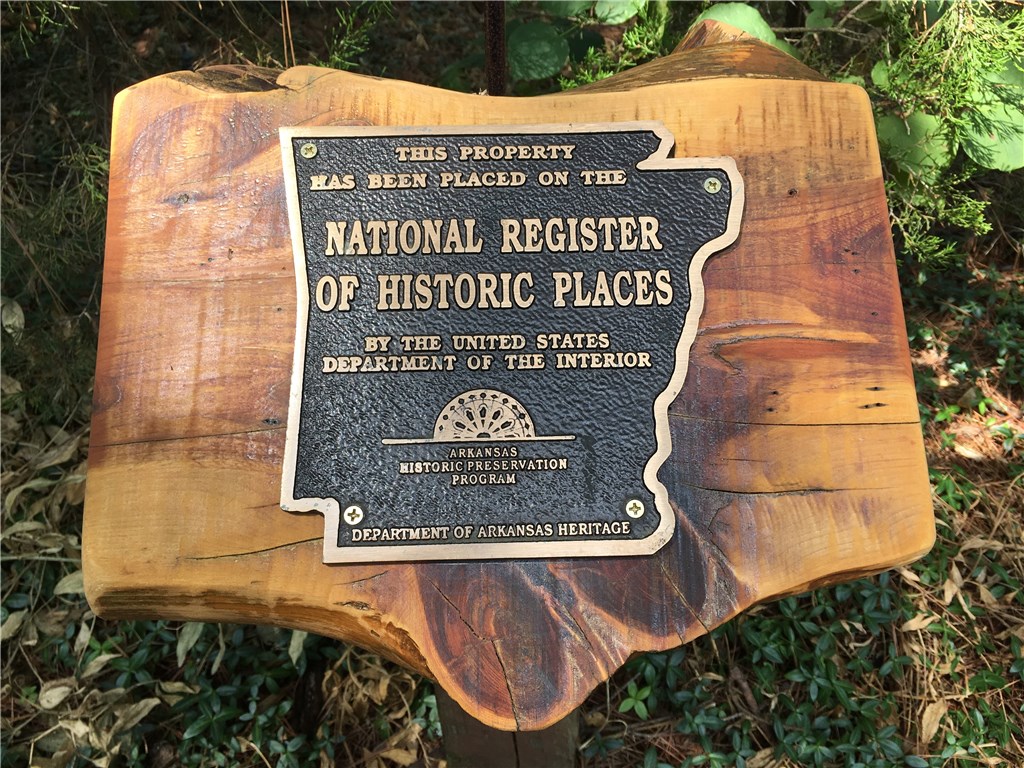 THIS PROPERTY
HAS BEEN PLACED ON THE
NATIONAL REGISTER
OF HISTORIC PLACES
BY THE UNITED STATES
DEPARTMENT OF THE INTERIOR
ARKANSAS
HISTORIC PRESERVATION
PROGRAM
DEPARTMENT OF ARKANSAS HERITAGE